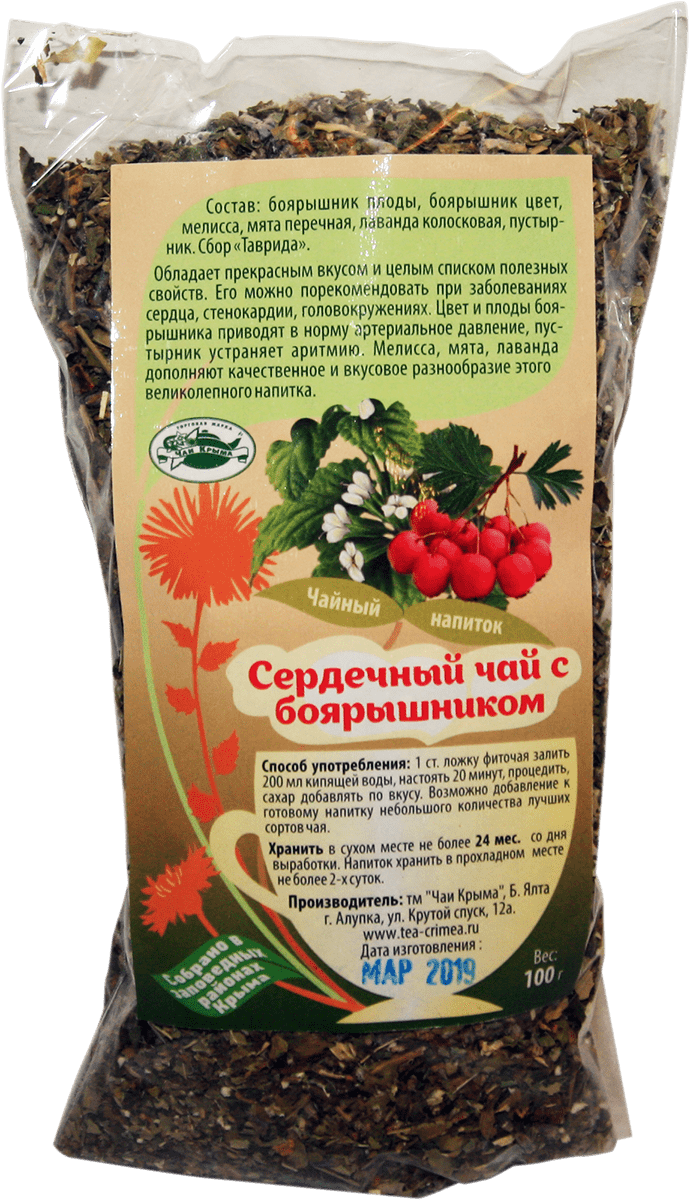 Состав: боярышник плоды, боярышник цвет,
мелисса, мята перечная, лаванда колосковая, пустыр-
ник. Сбор «Таврида».
Обладает прекрасным вкусом и целым списком полезных
свойств. Его можно порекомендовать при заболеваниях
сердца, стенокардии, головокружениях. Цвет и плоды боя-
рышника приводят в норму артериальное давление, пус-
тырник устраняет аритмию. Мелисса, мята, лаванда
дополняют качественное и вкусовое разнообразие этого
великолепного напитка.
ТОРГОВАЯ МАРКА
Чаи Крыма
Чайный напиток
Сердечный чай с
боярышником
Способ употребления: 1 ст. ложку фиточая залить
200 мл кипящей воды, настоять 20 минут, процедить,
сахар добавлять по вкусу. Возможно добавление к
готовому напитку небольшого количества лучших
сортов чая.
Хранить в сухом месте не более 24 мес. со дня
выработки. Напиток хранить в прохладном месте
не более 2-х суток.
Производитель: тм "Чаи Крыма", Б. Ялта
г. Алупка, ул. Крутой спуск, 12а.
www.tea-crimea.ru
Дата изготовления :
МАР 2019
Вес:
100 г
Собрано в
заповедных
районах
Крыма